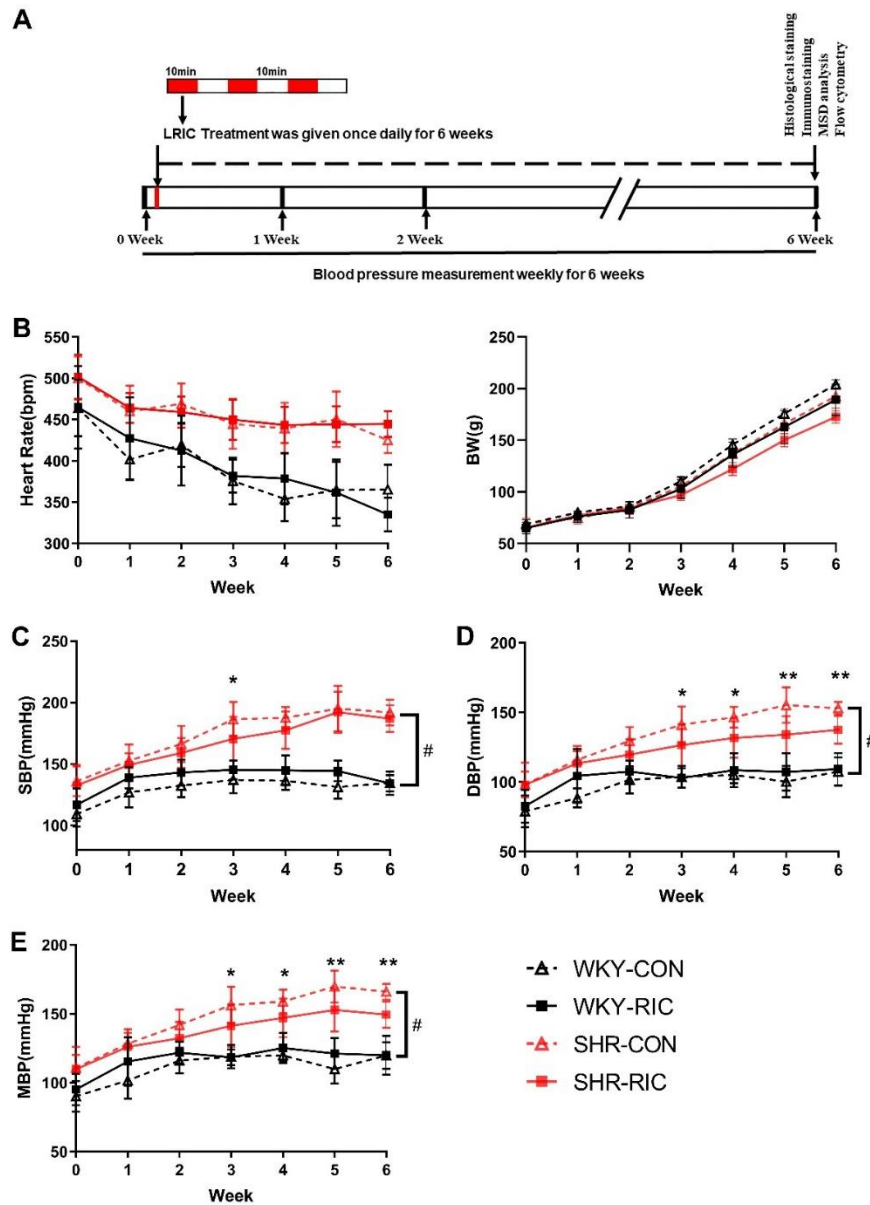 A
10min 10min
LRIC Treatment was given once daily for 6 weeks
Histological staining
Immunostaining
MSD analysis
Flow cytometry
0 Week 1 Week 2 Week 6 Week
Blood pressure measurement weekly for 6 weeks
B
Heart Rate(bpm)
550
500
450
400
350
300
0 1 2 3 4 5 6
Week
BW(g)
250
200
150
100
50
0
0 1 2 3 4 5 6
Week
C
SBP(mmHg)
250
200
150
100
*
#
0 1 2 3 4 5 6
Week
D
DBP(mmHg)
200
150
100
50
* * ** **
#
0 1 2 3 4 5 6
Week
E
MBP(mmHg)
200
150
100
50
* * ** **
#
0 1 2 3 4 5 6
Week
WKY-CON
WKY-RIC
SHR-CON
SHR-RIC